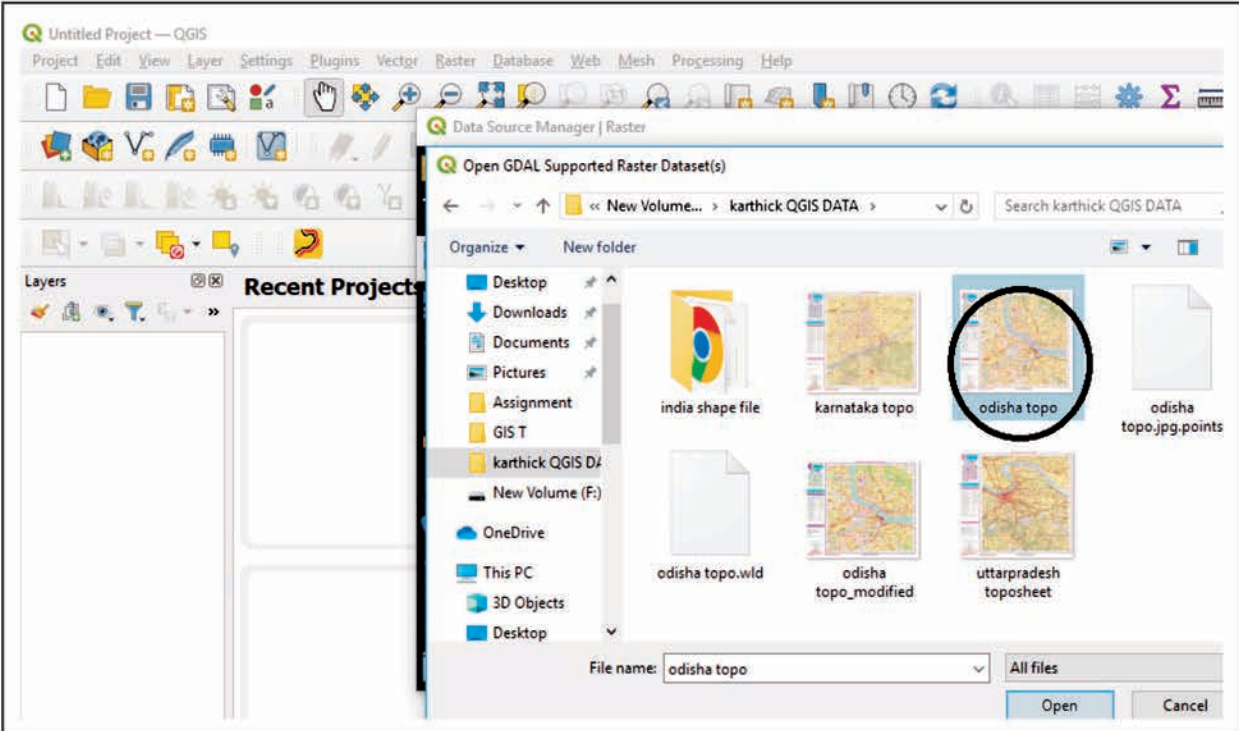 Untitled Project — QGIS
Project Edit View Layer Settings Plugins Vector Raster Database Web Mesh Processing Help
Data Source Manager | Raster
Open GDAL Supported Raster Dataset(s)
« New Volume... › karthick QGIS DATA ›
Search karthick QGIS DATA
Organize
New folder
Layers
Recent Projects
Desktop
Downloads
Documents
Pictures
Assignment
GIS T
karthick QGIS DA
New Volume (F:)
OneDrive
This PC
3D Objects
Desktop
india shape file
karnataka topo
odisha topo
odisha
topo.jpg.points
odisha topo.wld
odisha
topo_modified
uttarpradesh
toposheet
File name: odisha topo
All files
Open
Cancel